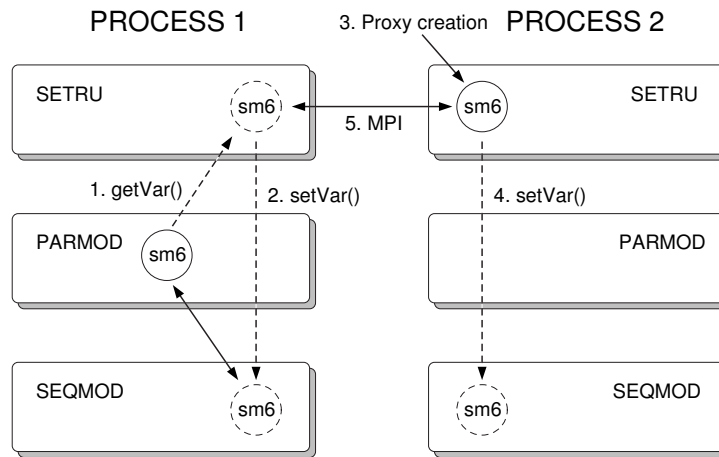 PROCESS 1
3. Proxy creation
PROCESS 2
SETRU
sm6
sm6
SETRU
5. MPI
1. getVar()
2. setVar()
4. setVar()
PARMOD
sm6
PARMOD
SEQMOD
sm6
sm6
SEQMOD